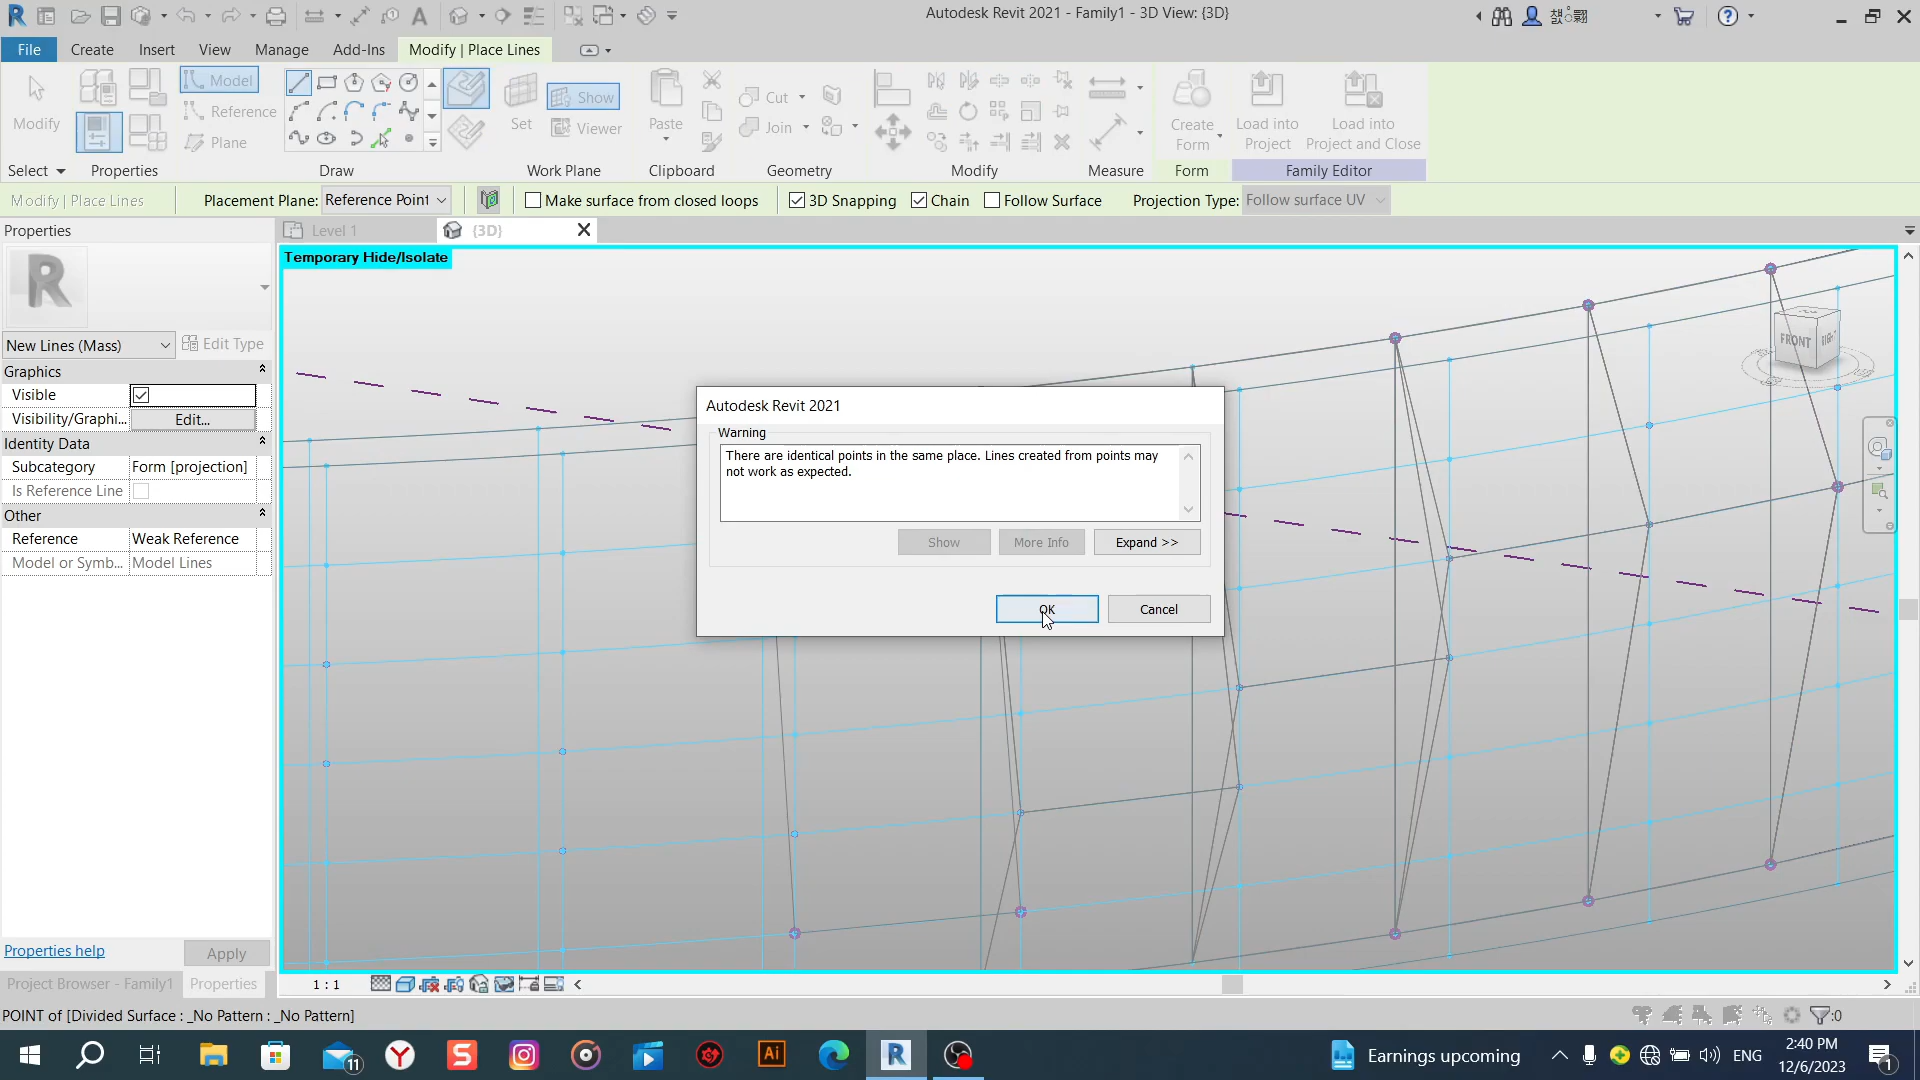 Autodesk Revit 2021 - Family1 - 3D View: {3D}
File
Create
Insert
View
Manage
Add-Ins
Modify | Place Lines
Modify
Model
Reference
Plane
Set
Show
Viewer
Paste
Cut
Join
Create
Form
Load into
Project
Load into
Project and Close
Select
Properties
Draw
Work Plane
Clipboard
Geometry
Modify
Measure
Form
Family Editor
Modify | Place Lines
Placement Plane:
Reference Point
Make surface from closed loops
3D Snapping
Chain
Follow Surface
Projection Type:
Follow surface UV
Properties
Level 1
{3D}
Temporary Hide/Isolate
New Lines (Mass)
Edit Type
Graphics
Visible
Visibility/Graphi...
Edit...
Identity Data
Subcategory
Form [projection]
Is Reference Line
Other
Reference
Weak Reference
Model or Symb...
Model Lines
Autodesk Revit 2021
Warning
There are identical points in the same place. Lines created from points may
not work as expected.
Show
More Info
Expand >>
OK
Cancel
FRONT
RIGHT
Properties help
Apply
Project Browser - Family1
Properties
1 : 1
POINT of [Divided Surface : _No Pattern : _No Pattern]
:0
11
Earnings upcoming
ENG
2:40 PM
12/6/2023
1